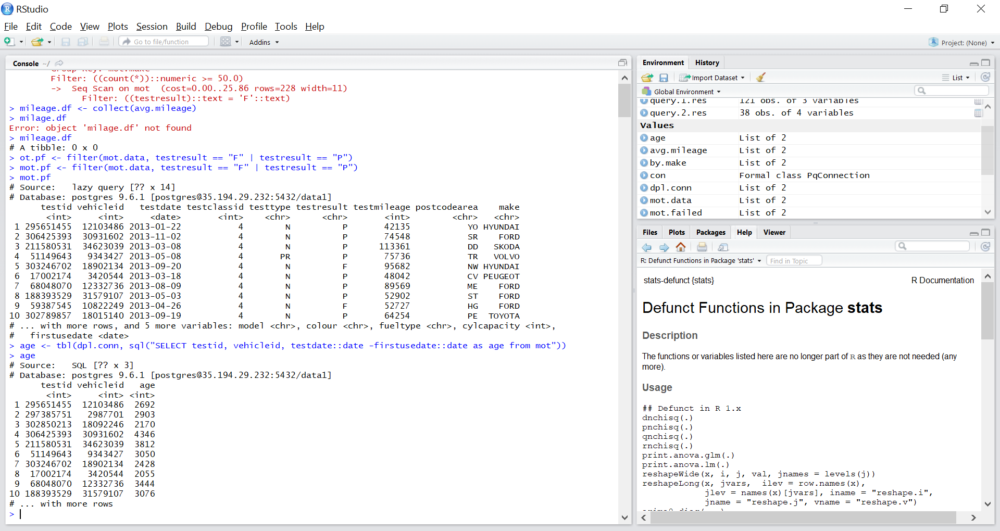 RStudio
File Edit Code View Plots Session Build Debug Profile Tools Help
Go to file/function Addins Project: (None)
Console ~/
Group Key: mot.make
Filter: ((count(*))::numeric >= 50.0)
-> Seq Scan on mot (cost=0.00..25.86 rows=228 width=11)
Filter: ((testresult)::text = 'F'::text)
> mileage.df <- collect(avg.mileage)
> milage.df
Error: object 'milage.df' not found
> mileage.df
# A tibble: 0 x 0
> ot.pf <- filter(mot.data, testresult == "F" | testresult == "P")
> mot.pf <- filter(mot.data, testresult == "F" | testresult == "P")
> mot.pf
# Source: lazy query [?? x 14]
# Database: postgres 9.6.1 [postgres@35.194.29.232:5432/data1]
testid vehicleid testdate testclassid testtype testresult testmileage postcodearea make
<int> <int> <date> <int> <chr> <chr> <int> <chr> <chr>
1 295651455 12103486 2013-01-22 4 N P 42135 YO HYUNDAI
2 306425393 30931602 2013-11-02 4 N P 74548 SR FORD
3 211580531 34623039 2013-03-08 4 N P 113361 DD SKODA
4 51149643 9343427 2013-05-08 4 PR P 75736 TR VOLVO
5 303246702 18902134 2013-09-20 4 N F 95682 NW HYUNDAI
6 17002174 3420544 2013-03-18 4 N P 48042 CV PEUGEOT
7 68048070 12332736 2013-08-09 4 N P 89569 ME FORD
8 188393529 31579107 2013-05-03 4 N P 52902 ST FORD
9 59387545 10822249 2013-04-26 4 N F 52727 HG FORD
10 302789857 18015140 2013-09-19 4 N P 64254 PE TOYOTA
# ... with more rows, and 5 more variables: model <chr>, colour <chr>, fueltype <chr>, cylcapacity <int>,
# firstusedate <date>
> age <- tbl(dpl.conn, sql("SELECT testid, vehicleid, testdate::date -firstusedate::date as age from mot"))
> age
# Source: SQL [?? x 3]
# Database: postgres 9.6.1 [postgres@35.194.29.232:5432/data1]
testid vehicleid age
<int> <int> <int>
1 295651455 12103486 2692
2 297385751 2987701 2903
3 302850213 18092246 2170
4 306425393 30931602 4346
5 211580531 34623039 3812
6 51149643 9343427 3050
7 303246702 18902134 2428
8 17002174 3420544 2055
9 68048070 12332736 3444
10 188393529 31579107 3076
# ... with more rows
>
Environment History
Import Dataset List
Global Environment
query.1.res 121 obs. of 3 variables
query.2.res 38 obs. of 4 variables
Values
age List of 2
avg.mileage List of 2
by.make List of 2
con Formal class PqConnection
dpl.conn List of 2
mot.data List of 2
mot.failed List of 2
Files Plots Packages Help Viewer
R: Defunct Functions in Package 'stats' Find in Topic
stats-defunct {stats} R Documentation
Defunct Functions in Package stats
Description
The functions or variables listed here are no longer part of R as they are not needed (any
more).
Usage
## Defunct in R 1.x
dnchisq(.)
pnchisq(.)
qnchisq(.)
rnchisq(.)
print.anova.glm(.)
print.anova.lm(.)
reshapeWide(x, i, j, val, jnames = levels(j))
reshapeLong(x, jvars, ilev = row.names(x),
jlev = names(x)[jvars], iname = "reshape.i",
jname = "reshape.j", vname = "reshape.v")